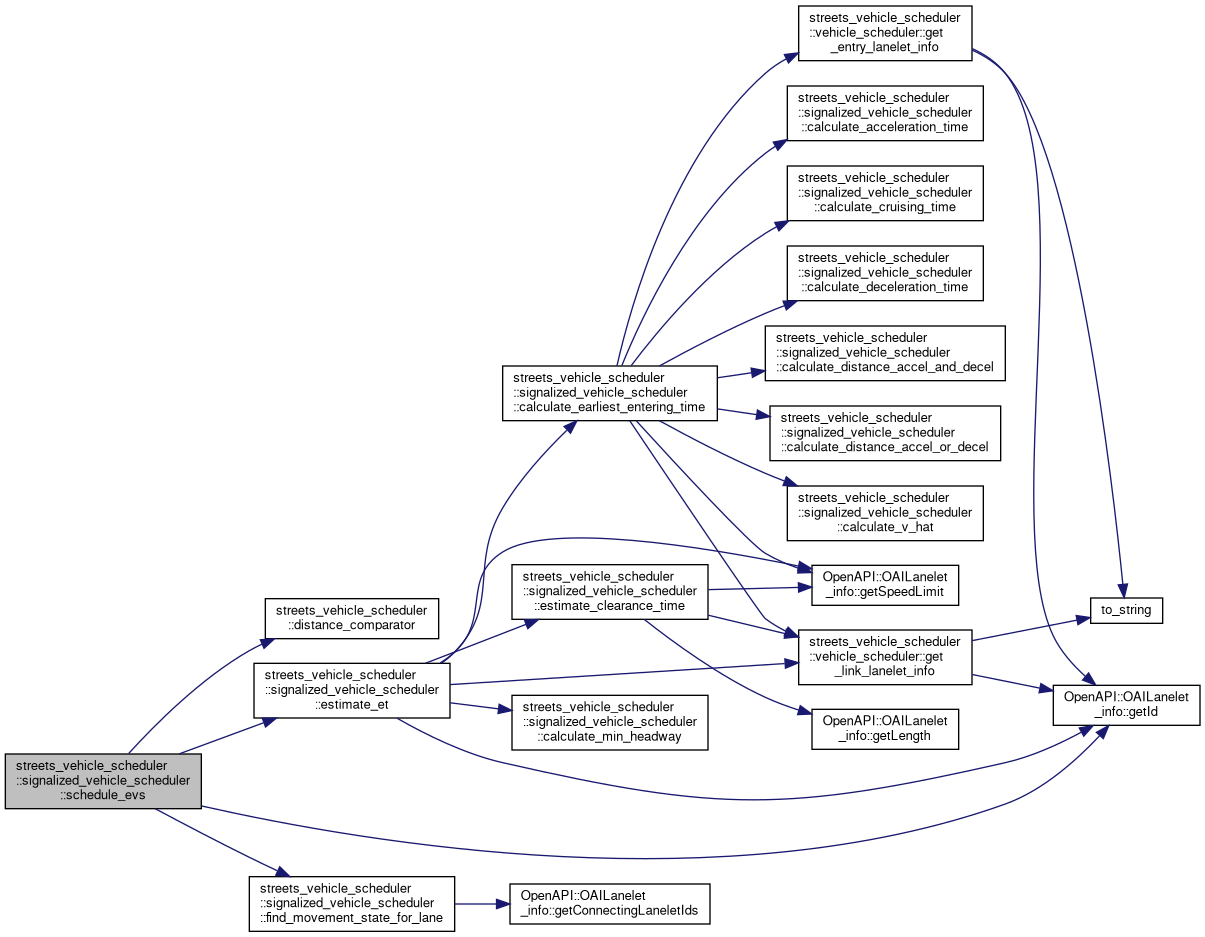 streets_vehicle_scheduler
::vehicle_scheduler::get
_entry_lanelet_info
streets_vehicle_scheduler
::signalized_vehicle_scheduler
::calculate_acceleration_time
streets_vehicle_scheduler
::signalized_vehicle_scheduler
::calculate_cruising_time
streets_vehicle_scheduler
::signalized_vehicle_scheduler
::calculate_deceleration_time
streets_vehicle_scheduler
::signalized_vehicle_scheduler
::calculate_distance_accel_and_decel
streets_vehicle_scheduler
::signalized_vehicle_scheduler
::calculate_earliest_entering_time
streets_vehicle_scheduler
::signalized_vehicle_scheduler
::calculate_distance_accel_or_decel
streets_vehicle_scheduler
::signalized_vehicle_scheduler
::calculate_v_hat
streets_vehicle_scheduler
::signalized_vehicle_scheduler
::estimate_clearance_time
OpenAPI::OAILanelet
_info::getSpeedLimit
streets_vehicle_scheduler
::distance_comparator
to_string
streets_vehicle_scheduler
::vehicle_scheduler::get
_link_lanelet_info
streets_vehicle_scheduler
::signalized_vehicle_scheduler
::estimate_et
OpenAPI::OAILanelet
_info::getId
streets_vehicle_scheduler
::signalized_vehicle_scheduler
::calculate_min_headway
OpenAPI::OAILanelet
_info::getLength
streets_vehicle_scheduler
::signalized_vehicle_scheduler
::schedule_evs
streets_vehicle_scheduler
::signalized_vehicle_scheduler
::find_movement_state_for_lane
OpenAPI::OAILanelet
_info::getConnectingLaneletIds